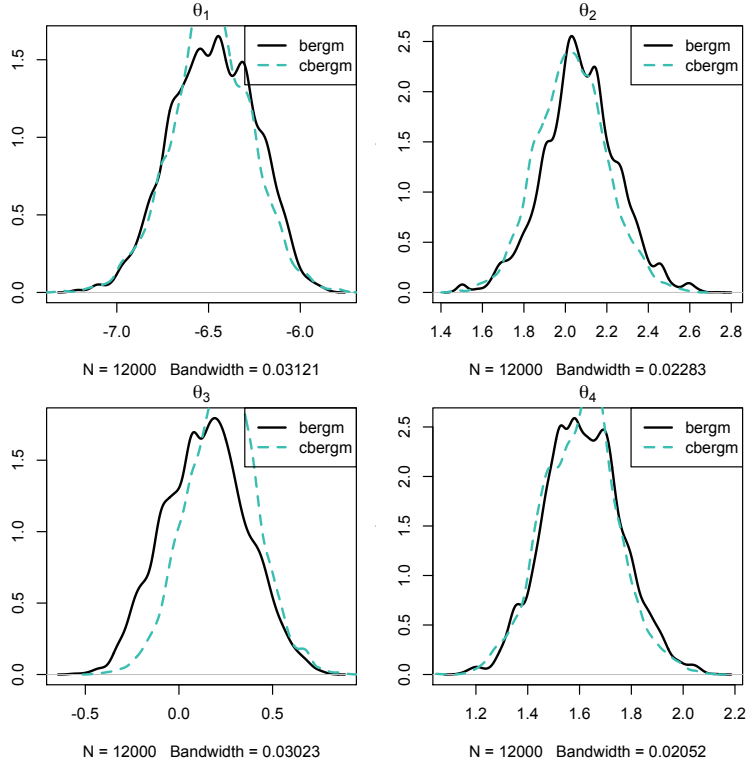 θ1
bergm
cbergm
0.0
0.5
1.0
1.5
-7.0
-6.5
-6.0
N = 12000 Bandwidth = 0.03121
θ2
bergm
cbergm
0.0
0.5
1.0
1.5
2.0
2.5
1.4
1.6
1.8
2.0
2.2
2.4
2.6
2.8
N = 12000 Bandwidth = 0.02283
θ3
bergm
cbergm
0.0
0.5
1.0
1.5
-0.5
0.0
0.5
N = 12000 Bandwidth = 0.03023
θ4
bergm
cbergm
0.0
0.5
1.0
1.5
2.0
2.5
1.2
1.4
1.6
1.8
2.0
2.2
N = 12000 Bandwidth = 0.02052